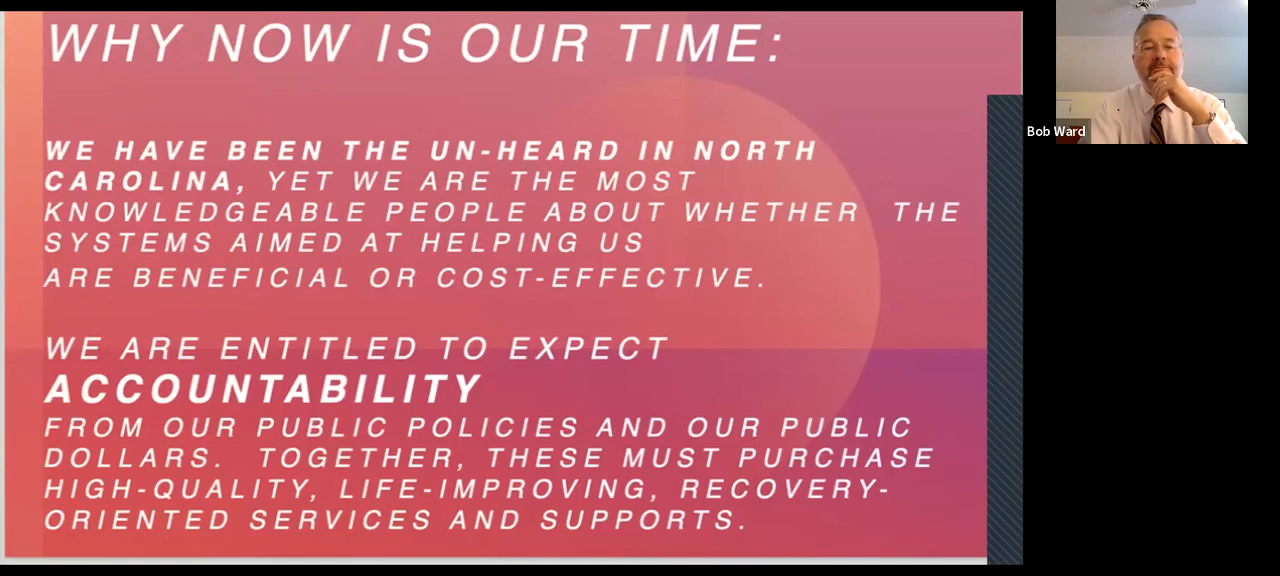 WHY NOW IS OUR TIME:
WE HAVE BEEN THE UN-HEARD IN NORTH
CAROLINA, YET WE ARE THE MOST
KNOWLEDGEABLE PEOPLE ABOUT WHETHER THE
SYSTEMS AIMED AT HELPING US
ARE BENEFICIAL OR COST-EFFECTIVE.
WE ARE ENTITLED TO EXPECT
ACCOUNTABILITY
FROM OUR PUBLIC POLICIES AND OUR PUBLIC
DOLLARS. TOGETHER, THESE MUST PURCHASE
HIGH-QUALITY, LIFE-IMPROVING, RECOVERY-
ORIENTED SERVICES AND SUPPORTS.
Bob Ward